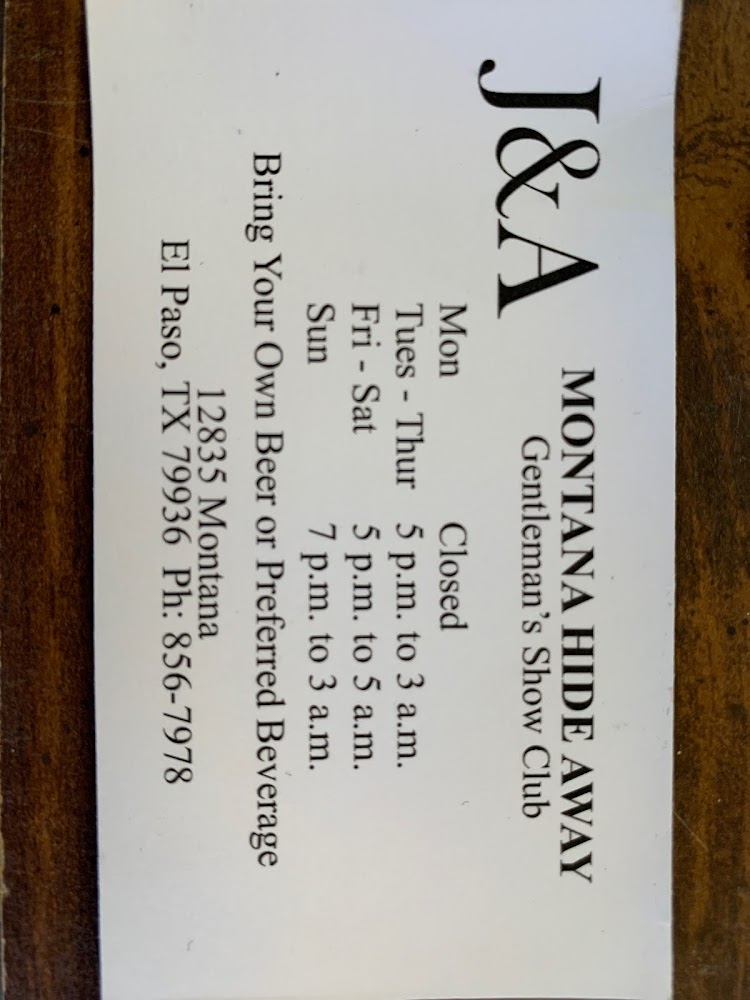 J&A
MONTANA HIDE AWAY
Gentleman's Show Club
Mon Closed
Tues - Thur 5 p.m. to 3 a.m.
Fri - Sat 5 p.m. to 5 a.m.
Sun 7 p.m. to 3 a.m.
Bring Your Own Beer or Preferred Beverage
12835 Montana
El Paso, TX 79936 Ph: 856-7978